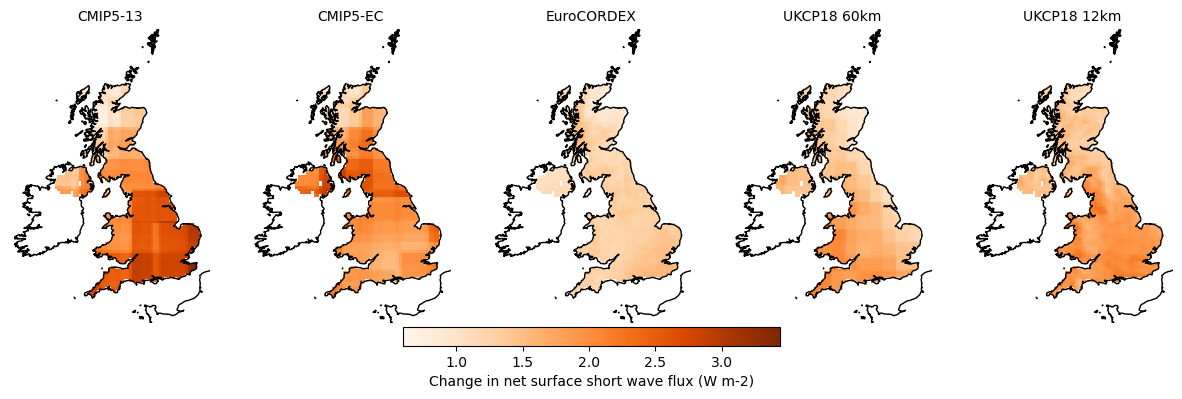 CMIP5-13 CMIP5-EC EuroCORDEX UKCP18 60km UKCP18 12km
1.0 1.5 2.0 2.5 3.0
Change in net surface short wave flux (W m-2)